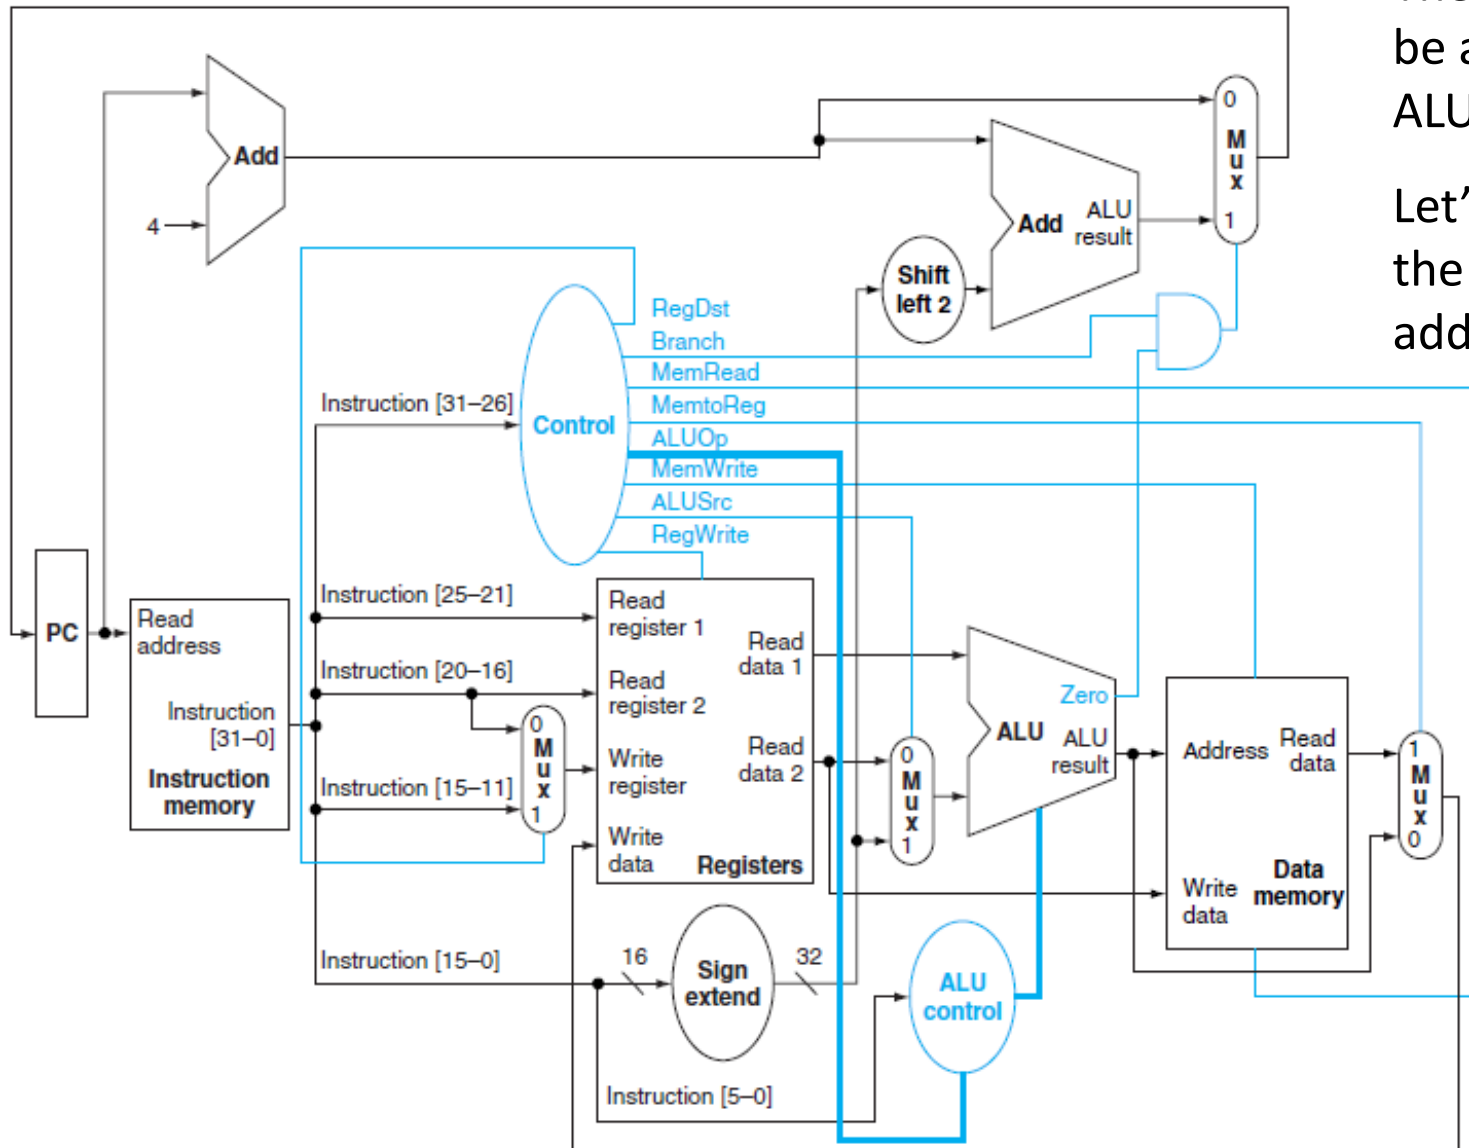 be a
ALU
Let’
the
add
Add
4
0
M
u
x
1
Add
ALU
result
Shift
left 2
RegDst
Branch
MemRead
MemtoReg
ALUOp
MemWrite
ALUSrc
RegWrite
Control
Instruction [31–26]
Instruction [25–21]
Instruction [20–16]
Instruction [15–11]
Instruction [15–0]
Instruction [5–0]
PC
Read
address
Instruction
[31–0]
Instruction
memory
0
M
u
x
1
Read
register 1
Read
register 2
Write
register
Write
data
Read
data 1
Read
data 2
Registers
0
M
u
x
1
Zero
ALU
ALU
result
Address
Read
data
Write
data
Data
memory
1
M
u
x
0
16
Sign
extend
32
ALU
control